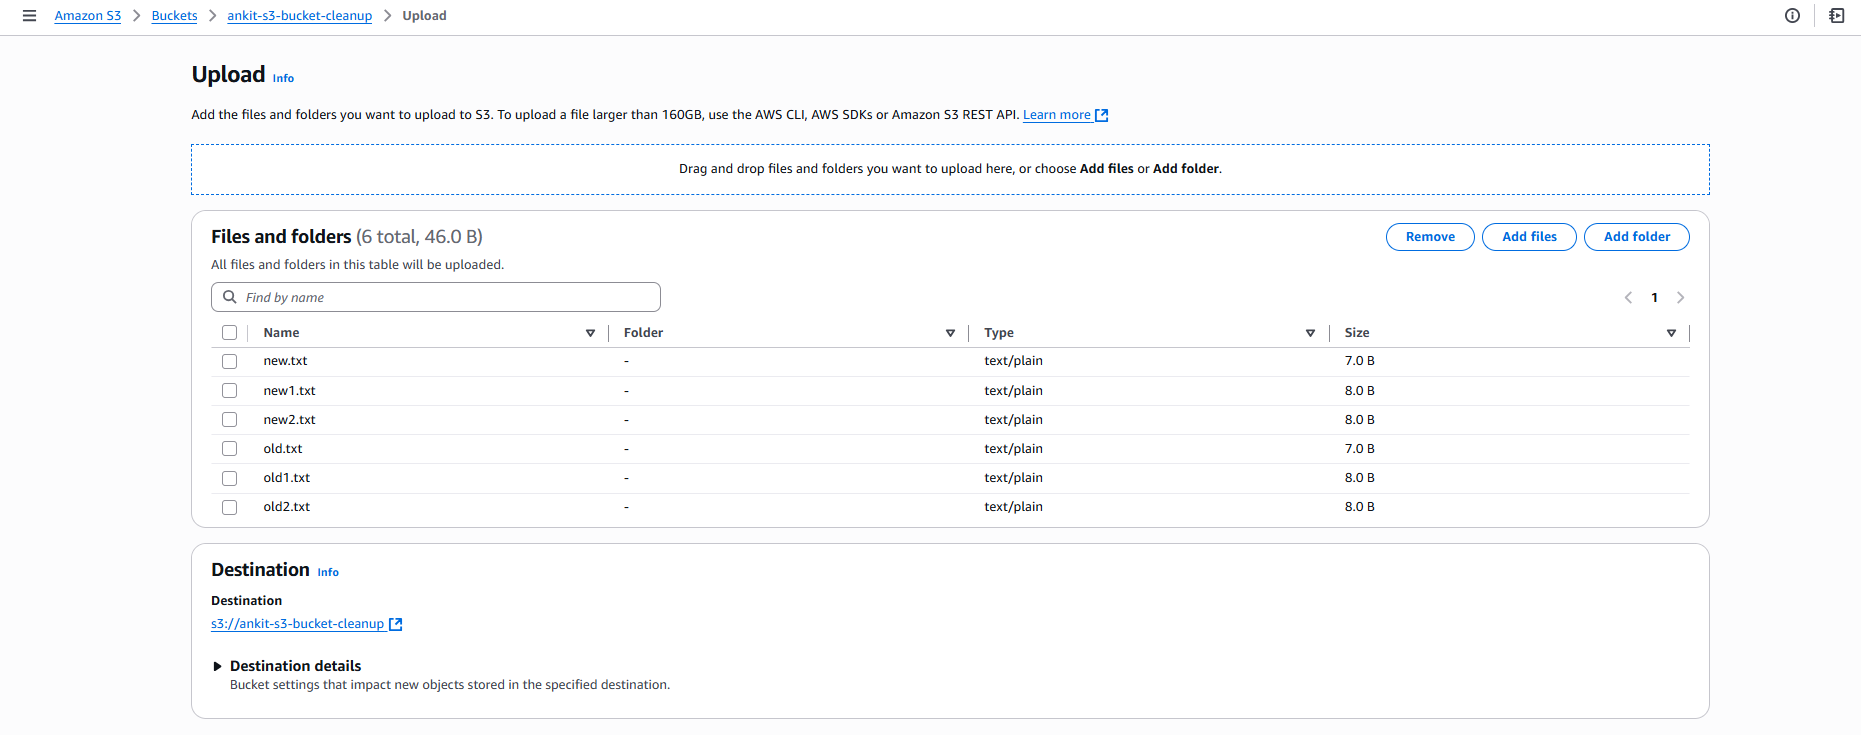 Amazon S3 > Buckets > ankit-s3-bucket-cleanup > Upload
Upload Info
Add the files and folders you want to upload to S3. To upload a file larger than 160GB, use the AWS CLI, AWS SDKs or Amazon S3 REST API. Learn more
Drag and drop files and folders you want to upload here, or choose Add files or Add folder.
Files and folders (6 total, 46.0 B)
Remove Add files Add folder
All files and folders in this table will be uploaded.
Find by name
1
Name Folder Type Size
new.txt - text/plain 7.0 B
new1.txt - text/plain 8.0 B
new2.txt - text/plain 8.0 B
old.txt - text/plain 7.0 B
old1.txt - text/plain 8.0 B
old2.txt - text/plain 8.0 B
Destination Info
Destination
s3://ankit-s3-bucket-cleanup
Destination details
Bucket settings that impact new objects stored in the specified destination.